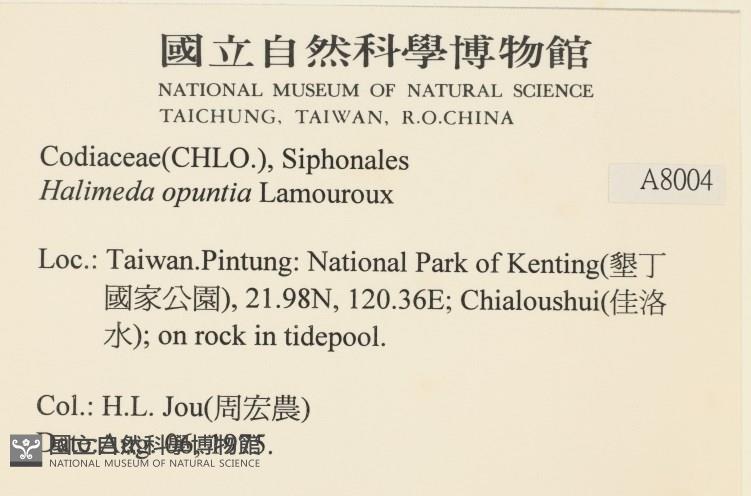 國立自然科學博物館
NATIONAL MUSEUM OF NATURAL SCIENCE
TAICHUNG, TAIWAN, R.O.CHINA
Codiaceae(CHLO.), Siphonales
Halimeda opuntia Lamouroux
A8004
Loc.: Taiwan.Pintung: National Park of Kenting(墾丁
國家公園), 21.98N, 120.36E; Chialoushui(佳洛
水); on rock in tidepool.
Col.: H.L. Jou(周宏農)
國立自然科學博物館
NATIONAL MUSEUM OF NATURAL SCIENCE